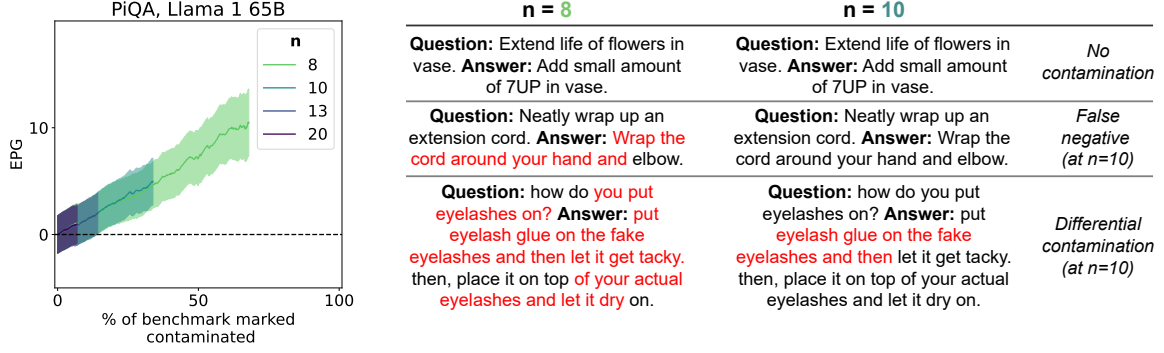 PiQA, Llama 1 65B
n
8
10
13
20
10
0
EPG
0
50
100
% of benchmark marked
contaminated
n = 8
n = 10
Question: Extend life of flowers in
vase. Answer: Add small amount
of 7UP in vase.
Question: Extend life of flowers in
vase. Answer: Add small amount
of 7UP in vase.
No
contamination
Question: Neatly wrap up an
extension cord. Answer: Wrap the
cord around your hand and elbow.
Question: Neatly wrap up an
extension cord. Answer: Wrap the
cord around your hand and elbow.
False
negative
(at n=10)
Question: how do you put
eyelashes on? Answer: put
eyelash glue on the fake
eyelashes and then let it get tacky.
then, place it on top of your actual
eyelashes and let it dry on.
Question: how do you put
eyelashes on? Answer: put
eyelash glue on the fake
eyelashes and then let it get tacky.
then, place it on top of your actual
eyelashes and let it dry on.
Differential
contamination
(at n=10)